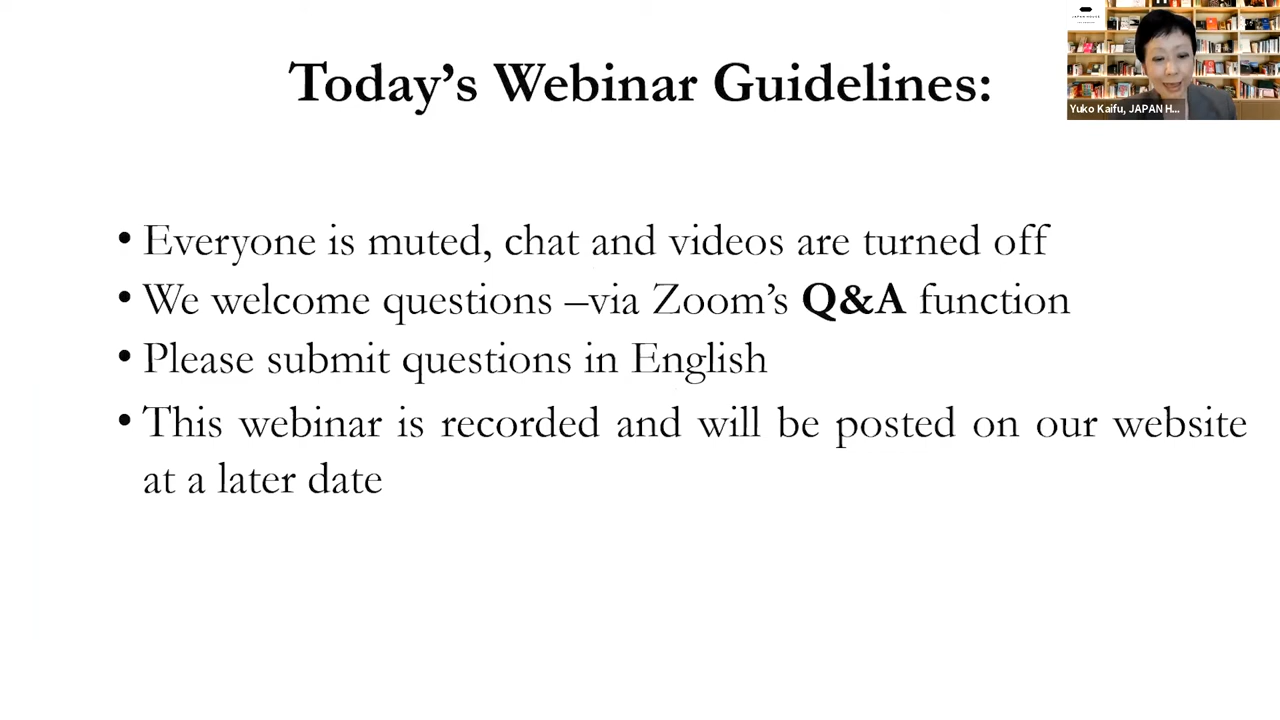 Today’s Webinar Guidelines:
JAPAN HOUSE
Yuko Kaifu, JAPAN H...
• Everyone is muted, chat and videos are turned off
• We welcome questions –via Zoom’s Q&A function
• Please submit questions in English
• This webinar is recorded and will be posted on our website
at a later date